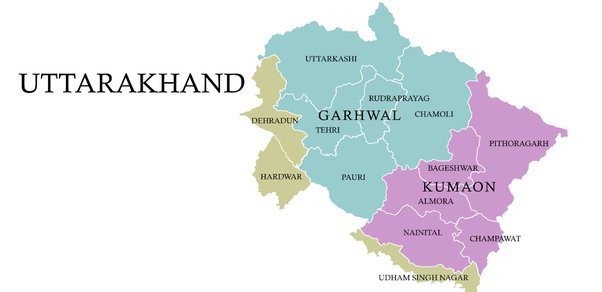 UTTARAKHAND
UTTARKASHI
RUDRAPRAYAG
GARHWAL
CHAMOLI
DEHRADUN
TEHRI
HARDWAR
PAURI
PITHORAGARH
BAGESHWAR
KUMAON
ALMORA
NAINITAL
CHAMPAWAT
UDHAM SINGH NAGAR